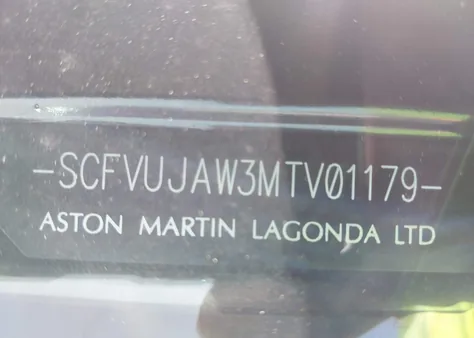 -SCFVUJAW3MTV01179-
ASTON MARTIN LAGONDA LTD